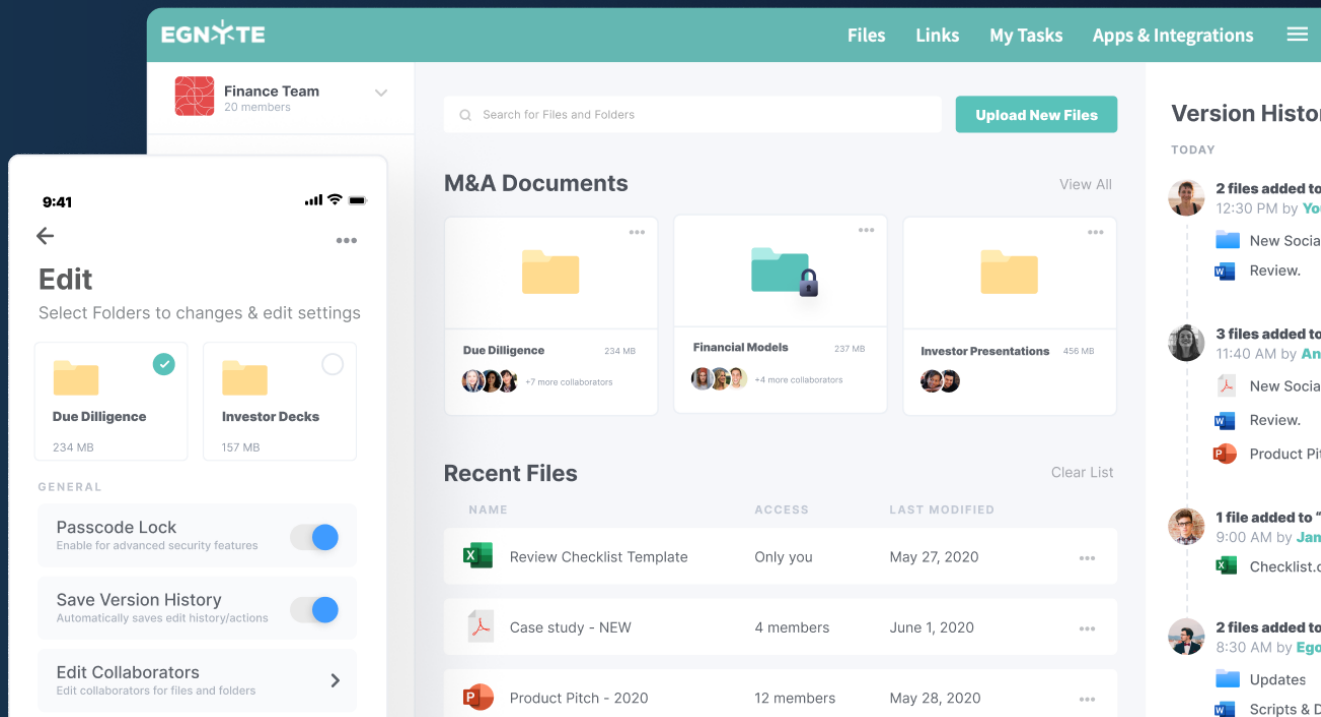 EGNYTE
Files Links My Tasks Apps & Integrations
Finance Team
20 members
Search for Files and Folders
Upload New Files
M&A Documents
View All
Due Dilligence 234 MB
+7 more collaborators
Financial Models 237 MB
+4 more collaborators
Investor Presentations 456 MB
Recent Files
Clear List
NAME ACCESS LAST MODIFIED
Review Checklist Template Only you May 27, 2020
Case study - NEW 4 members June 1, 2020
Product Pitch - 2020 12 members May 28, 2020
9:41
Edit
Select Folders to changes & edit settings
Due Dilligence
234 MB
Investor Decks
157 MB
GENERAL
Passcode Lock
Enable for advanced security features
Save Version History
Automatically saves edit history/actions
Edit Collaborators
Edit collaborators for files and folders
Version Histo
TODAY
2 files added to
12:30 PM by Yo
New Socia
Review.
3 files added to
11:40 AM by An
New Socia
Review.
Product Pi
1 file added to “
9:00 AM by Jam
Checklist.
2 files added to
8:30 AM by Ego
Updates
Scripts & D